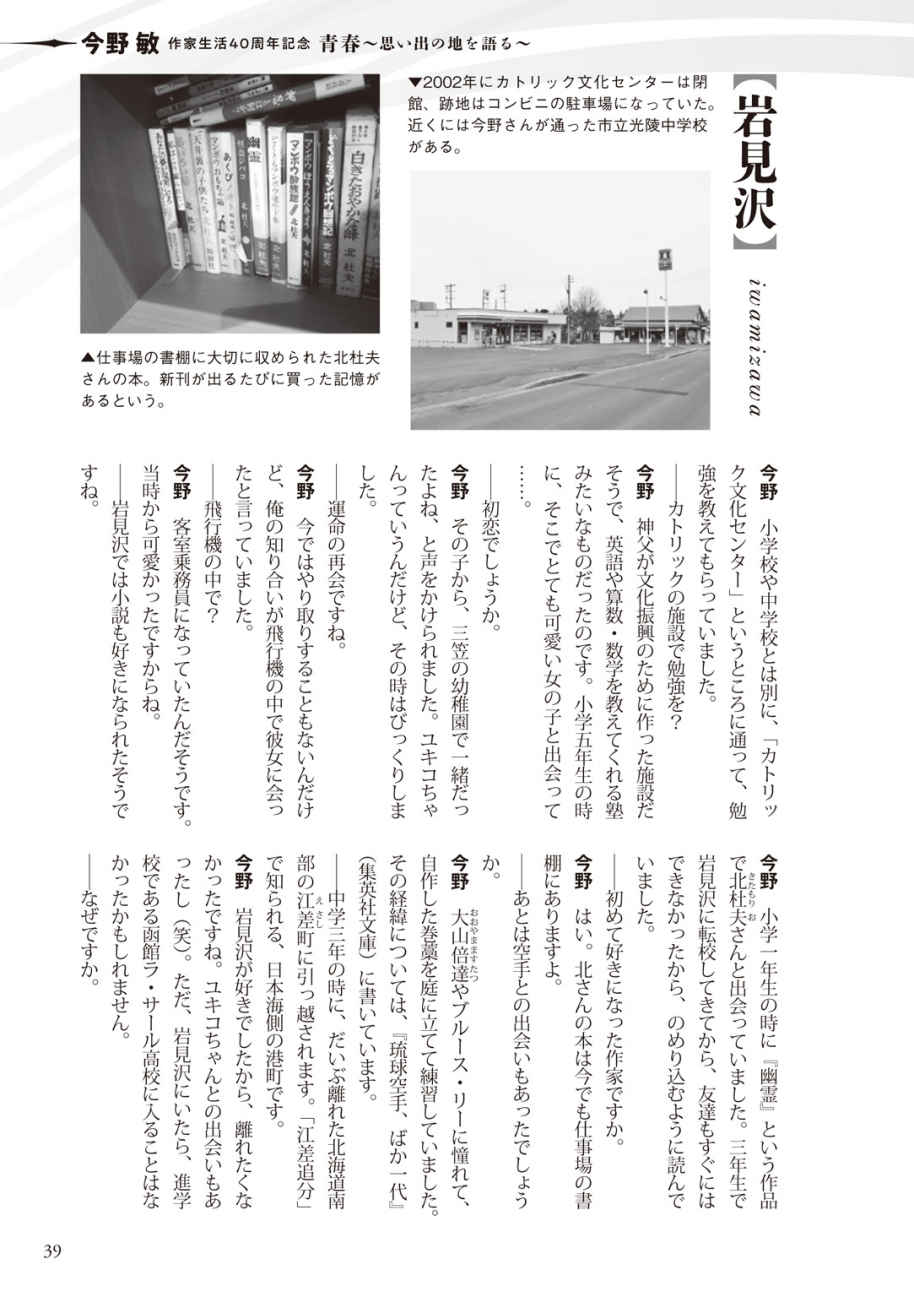 今野 敏 作家生活40周年記念 青春～思い出の地を語る～
【岩見沢】
iwamizawa
▼2002年にカトリック文化センターは閉
館、跡地はコンビニの駐車場になっていた。
近くには今野さんが通った市立光陵中学校
がある。
幽霊
北杜夫
白きたおやかな峰
北杜夫
▲仕事場の書棚に大切に収められた北杜夫
さんの本。新刊が出るたびに買った記憶が
あるという。
今野　小学校や中学校とは別に、「カトリッ
ク文化センター」というところに通って、勉
強を教えてもらっていました。
――カトリックの施設で勉強を？
今野　神父が文化振興のために作った施設だ
そうで、英語や算数・数学を教えてくれる塾
みたいなものだったのです。小学五年生の時
に、そこでとても可愛い女の子と出会って
……。
――初恋でしょうか。
今野　その子から、三笠の幼稚園で一緒だっ
たよね、と声をかけられました。ユキコちゃ
んっていうんだけど、その時はびっくりしま
した。
――運命の再会ですね。
今野　今ではやり取りすることもないんだけ
ど、俺の知り合いが飛行機の中で彼女に会っ
たと言っていました。
――飛行機の中で？
今野　客室乗務員になっていたんだそうです。
当時から可愛かったですからね。
――岩見沢では小説も好きになられたそうで
すね。
今野　小学一年生の時に『幽霊』という作品
で北杜夫さんと出会っていました。三年生で
岩見沢に転校してきてから、友達もすぐには
できなかったから、のめり込むように読んで
いました。
――初めて好きになった作家ですか。
今野　はい。北さんの本は今でも仕事場の書
棚にありますよ。
――あとは空手との出会いもあったでしょう
か。
今野　大山倍達やブルース・リーに憧れて、
自作した巻藁を庭に立てて練習していました。
その経緯については、『琉球空手、ばか一代』
（集英社文庫）に書いています。
――中学三年の時に、だいぶ離れた北海道南
部の江差町に引っ越されます。「江差追分」
で知られる、日本海側の港町です。
今野　岩見沢が好きでしたから、離れたくな
かったですね。ユキコちゃんとの出会いもあ
ったし（笑）。ただ、岩見沢にいたら、進学
校である函館ラ・サール高校に入ることはな
かったかもしれません。
――なぜですか。
39